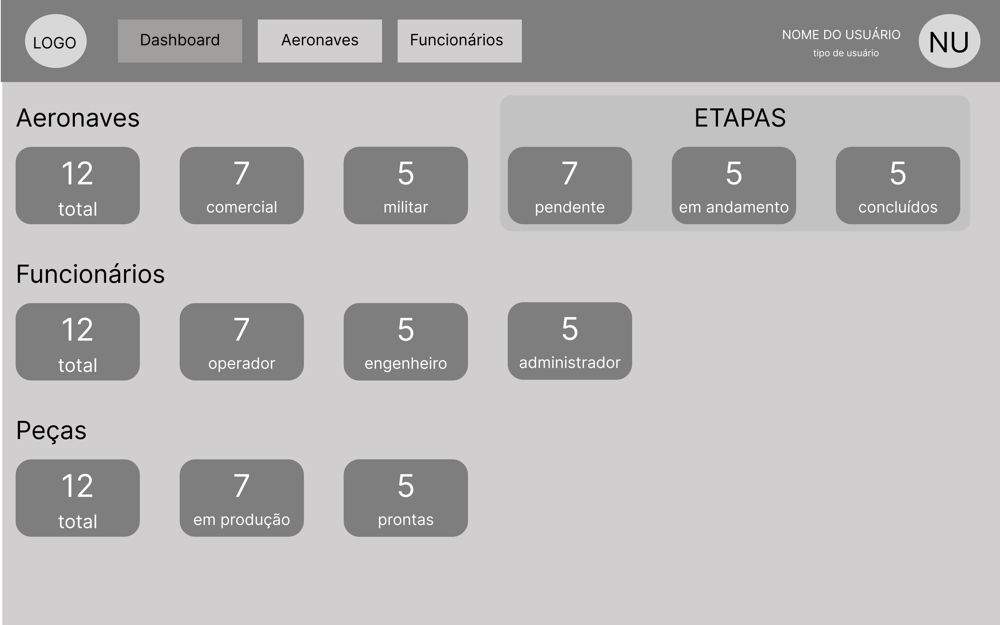 LOGO
Dashboard
Aeronaves
Funcionários
NOME DO USUÁRIO
tipo de usuário
NU
Aeronaves
ETAPAS
12
total
7
comercial
5
militar
7
pendente
5
em andamento
5
concluídos
Funcionários
12
total
7
operador
5
engenheiro
5
administrador
Peças
12
total
7
em produção
5
prontas